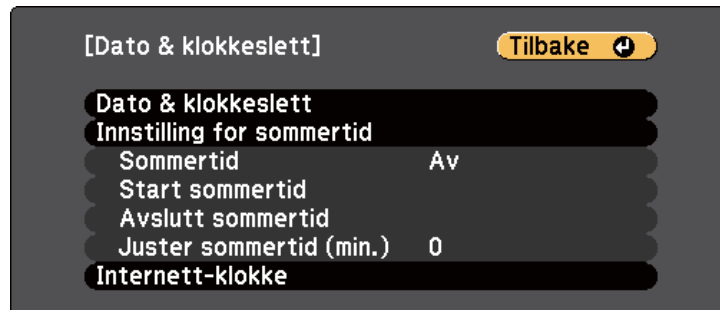 [Dato & klokkeslett] Tilbake
Dato & klokkeslett
Innstilling for sommertid
Sommertid Av
Start sommertid
Avslutt sommertid
Juster sommertid (min.) 0
Internett-klokke